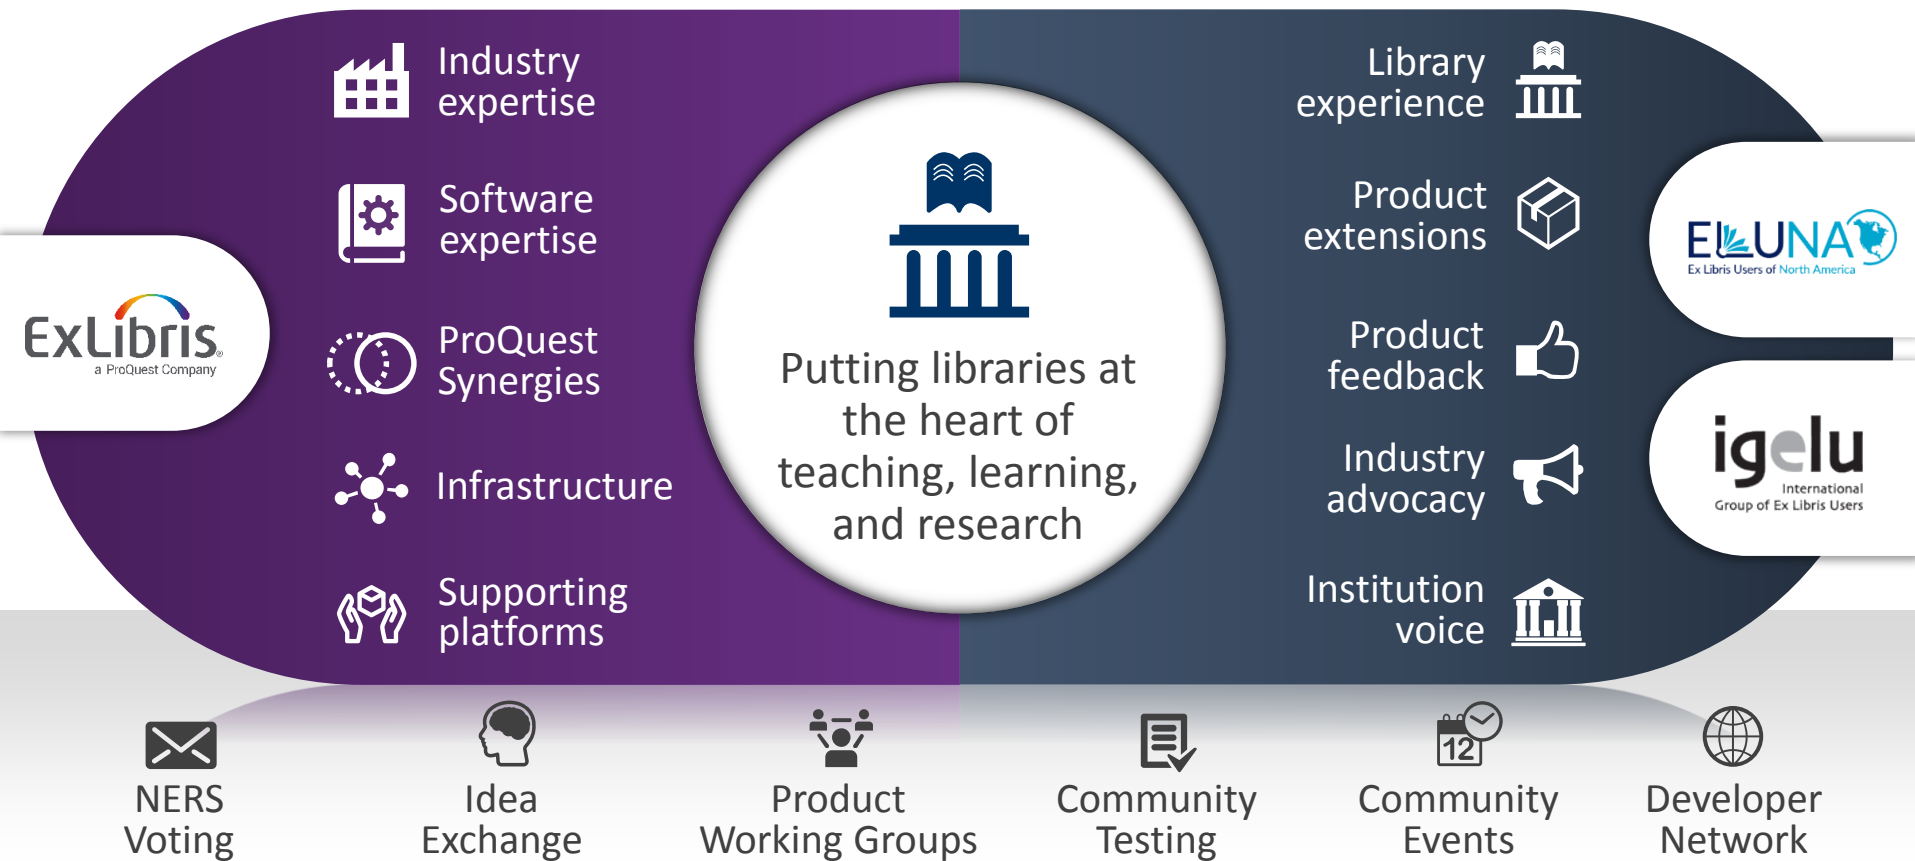 ExLibris®
a ProQuest Company
Industry
expertise
Software
expertise
ProQuest
Synergies
Infrastructure
Supporting
platforms
Putting libraries at
the heart of
teaching, learning,
and research
Library
experience
Product
extensions
Product
feedback
Industry
advocacy
Institution
voice
ELUNA
Ex Libris Users of North America
igelu
International
Group of Ex Libris Users
12
NERS
Voting
Idea
Exchange
Product
Working Groups
Community
Testing
Community
Events
Developer
Network